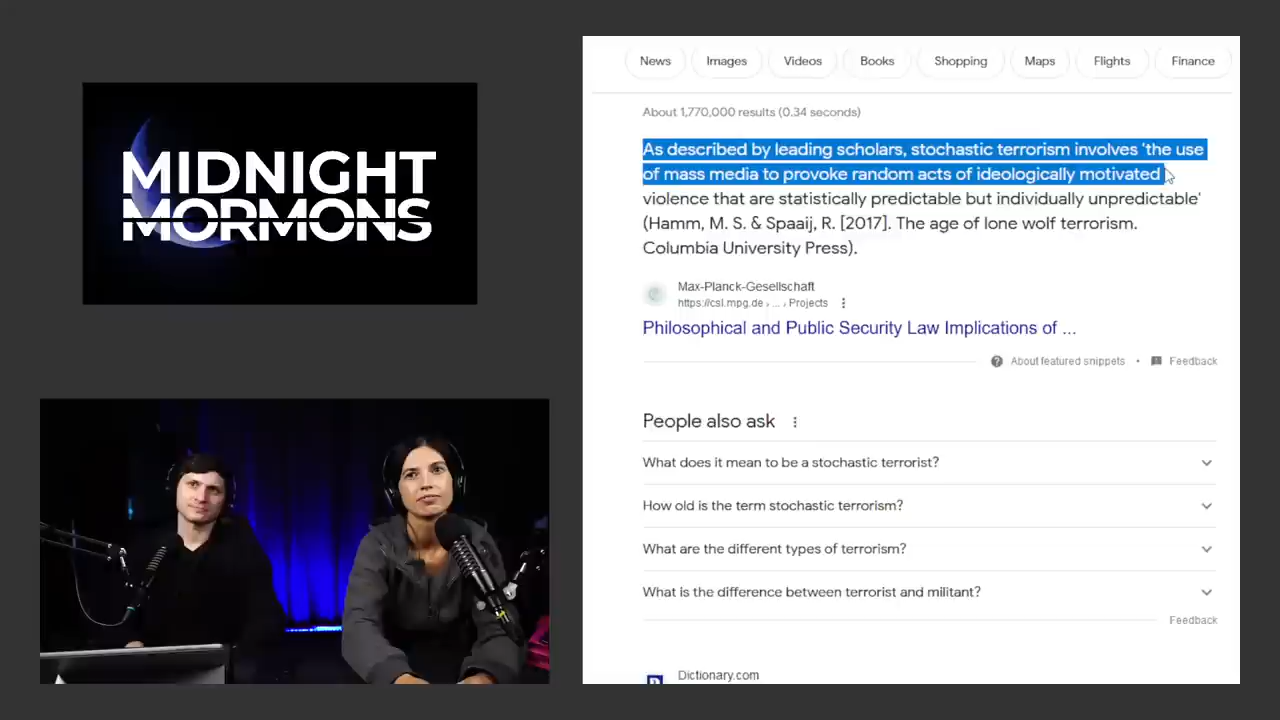 MIDNIGHT
MORMONS
News Images Videos Books Shopping Maps Flights Finance
About 1,770,000 results (0.34 seconds)
As described by leading scholars, stochastic terrorism involves 'the use
of mass media to provoke random acts of ideologically motivated
violence that are statistically predictable but individually unpredictable'
(Hamm, M. S. & Spaaij, R. [2017]. The age of lone wolf terrorism.
Columbia University Press).
Max-Planck-Gesellschaft
https://csl.mpg.de › ... › Projects
Philosophical and Public Security Law Implications of ...
About featured snippets • Feedback
People also ask
What does it mean to be a stochastic terrorist?
How old is the term stochastic terrorism?
What are the different types of terrorism?
What is the difference between terrorist and militant?
Feedback
Dictionary.com